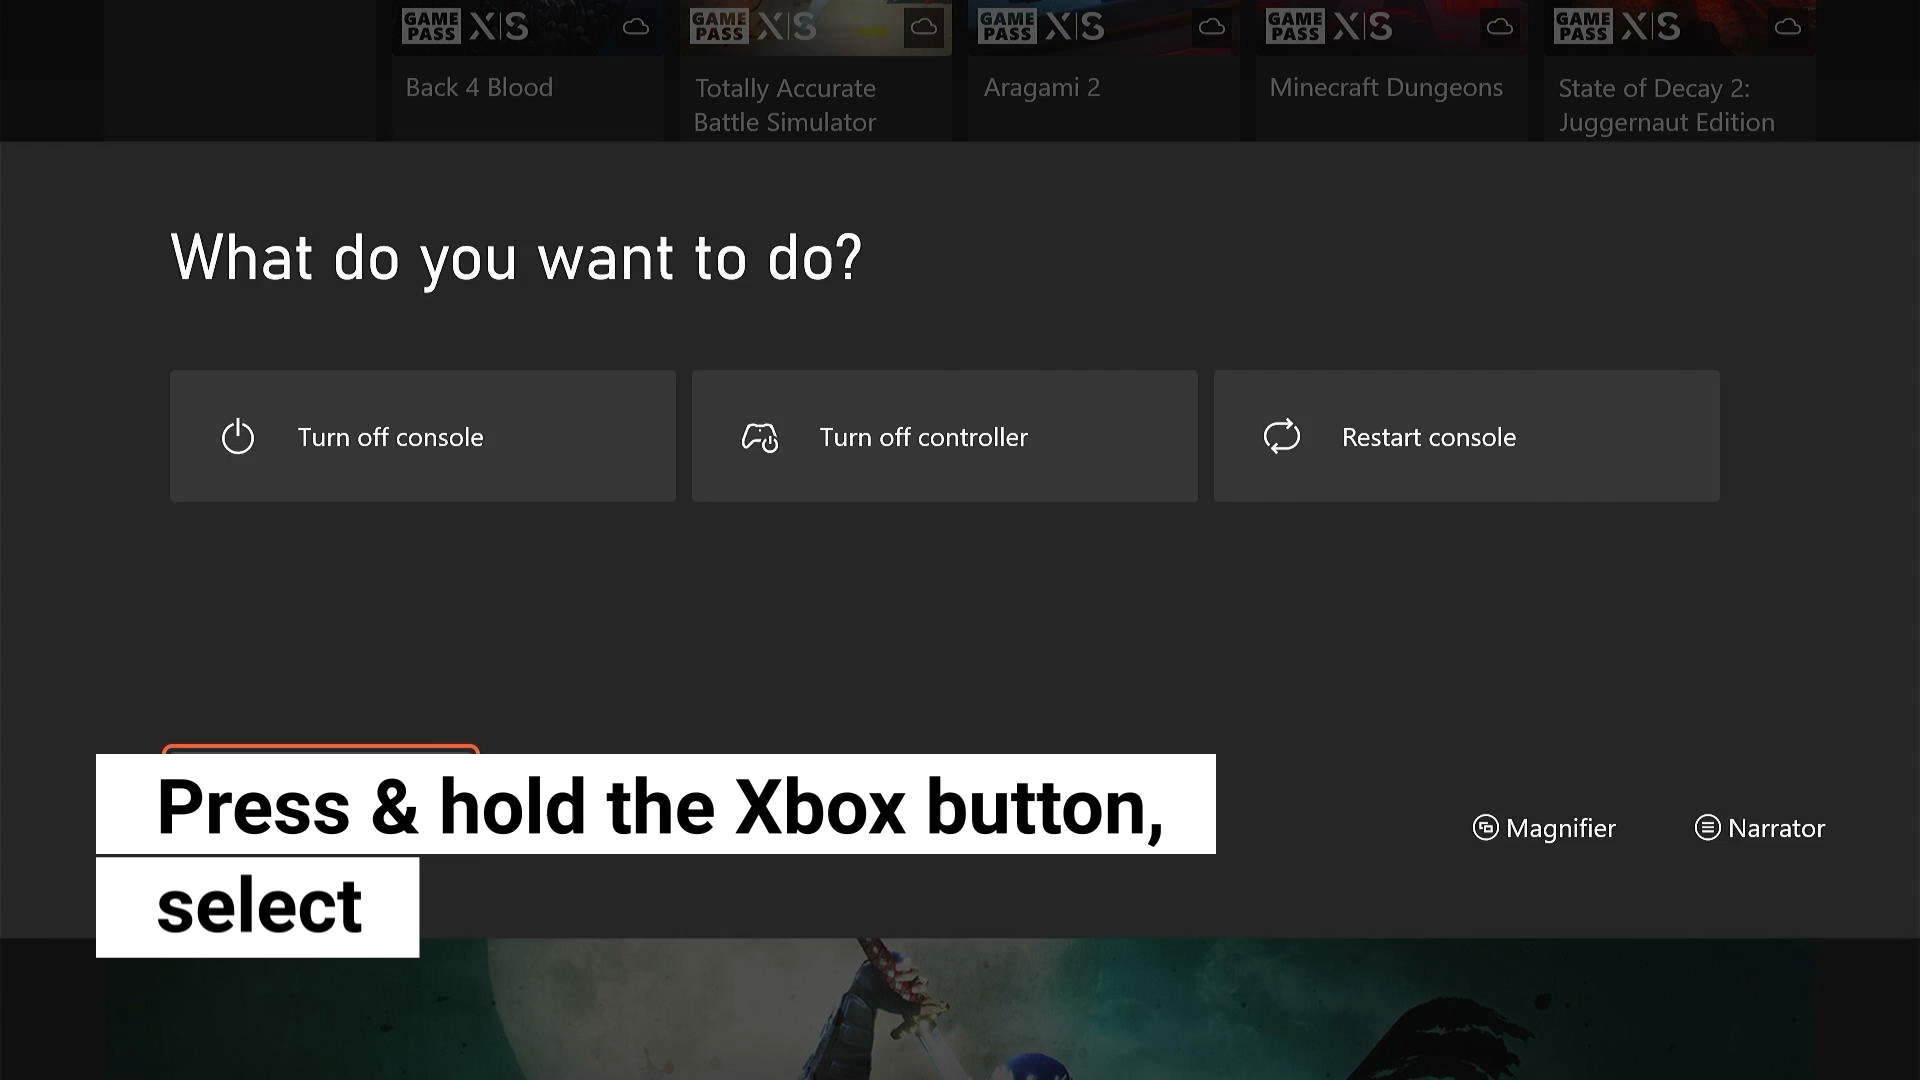 GAME PASS X|S
GAME PASS X|S
GAME PASS X|S
GAME PASS X|S
GAME PASS X|S
Back 4 Blood
Totally Accurate
Battle Simulator
Aragami 2
Minecraft Dungeons
State of Decay 2:
Juggernaut Edition
What do you want to do?
Turn off console
Turn off controller
Restart console
Press & hold the Xbox button,
select
Magnifier
Narrator